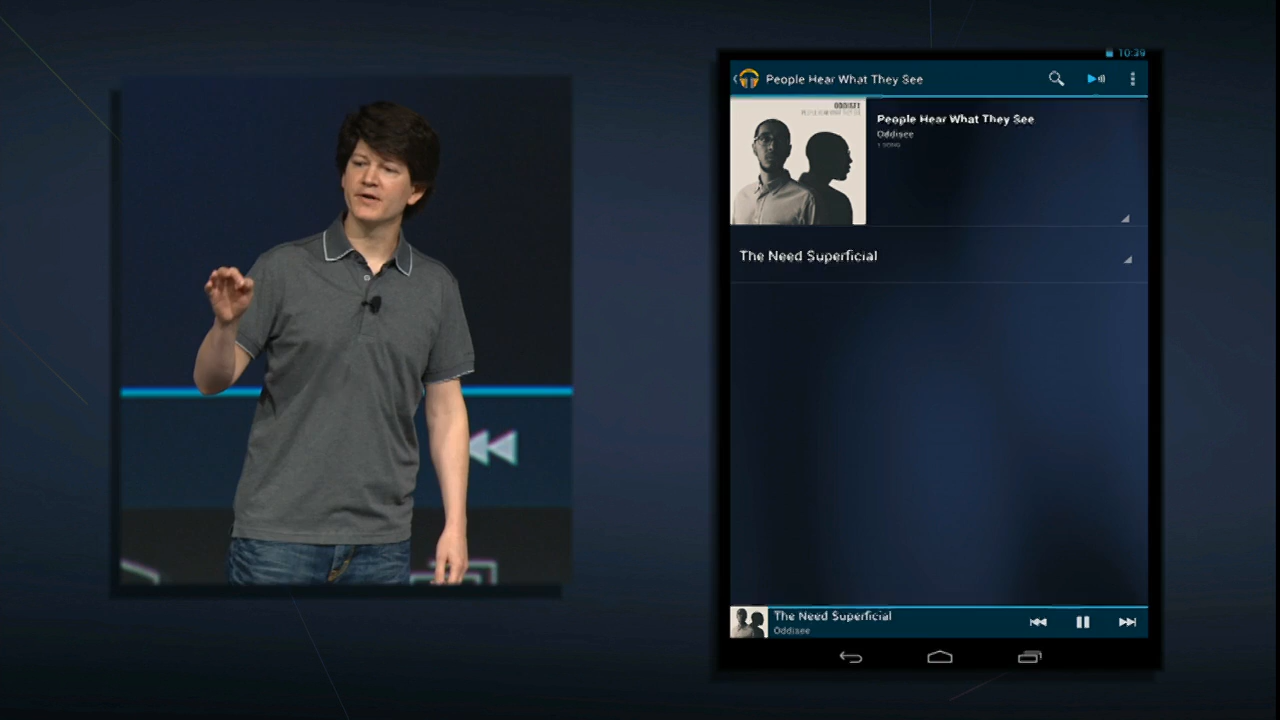 10:39
People Hear What They See
ODDISEE
People Hear What They See
Oddisee
1 SONG
The Need Superficial
The Need Superficial
Oddisee